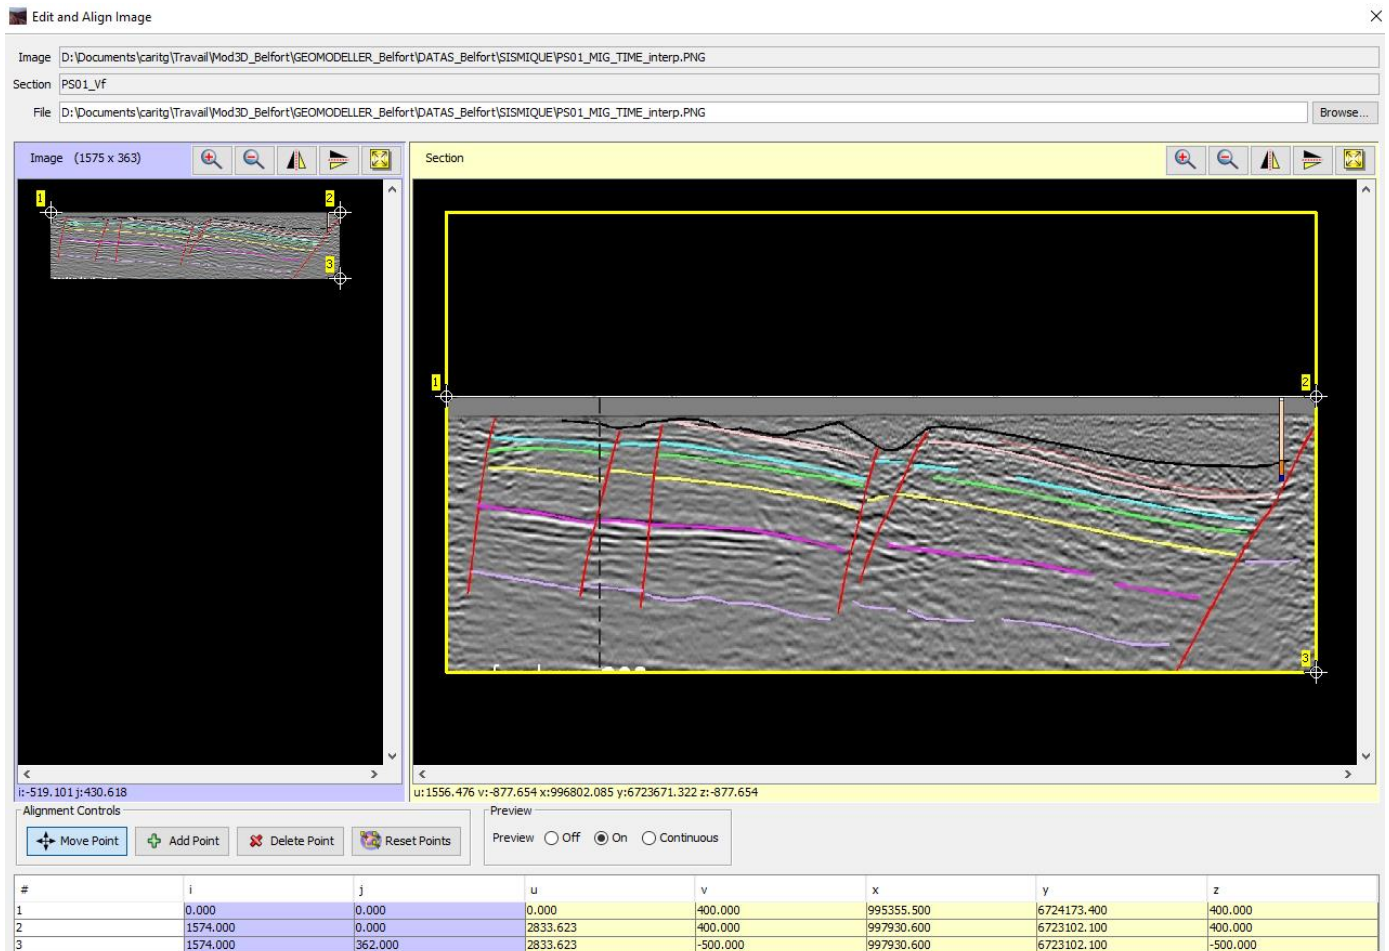 Edit and Align Image
Image D:\Documents\caritg\Travail\Mod3D_Belfort\GEOMODELLER_Belfort\DATAS_Belfort\SISMIQUE\PS01_MIG_TIME_interp.PNG
Section PS01_Vf
File D:\Documents\caritg\Travail\Mod3D_Belfort\GEOMODELLER_Belfort\DATAS_Belfort\SISMIQUE\PS01_MIG_TIME_interp.PNG Browse...
Image (1575 x 363) Section
1 2
3
1 2
3
i:-519.101 j:430.618 u:1556.476 v:-877.654 x:996802.085 y:6723671.322 z:-877.654
Alignment Controls Preview
Move Point Add Point Delete Point Reset Points Preview Off On Continuous
# i j u v x y z
1 0.000 0.000 0.000 400.000 995355.500 6724173.400 400.000
2 1574.000 0.000 2833.623 400.000 997930.600 6723102.100 400.000
3 1574.000 362.000 2833.623 -500.000 997930.600 6723102.100 -500.000